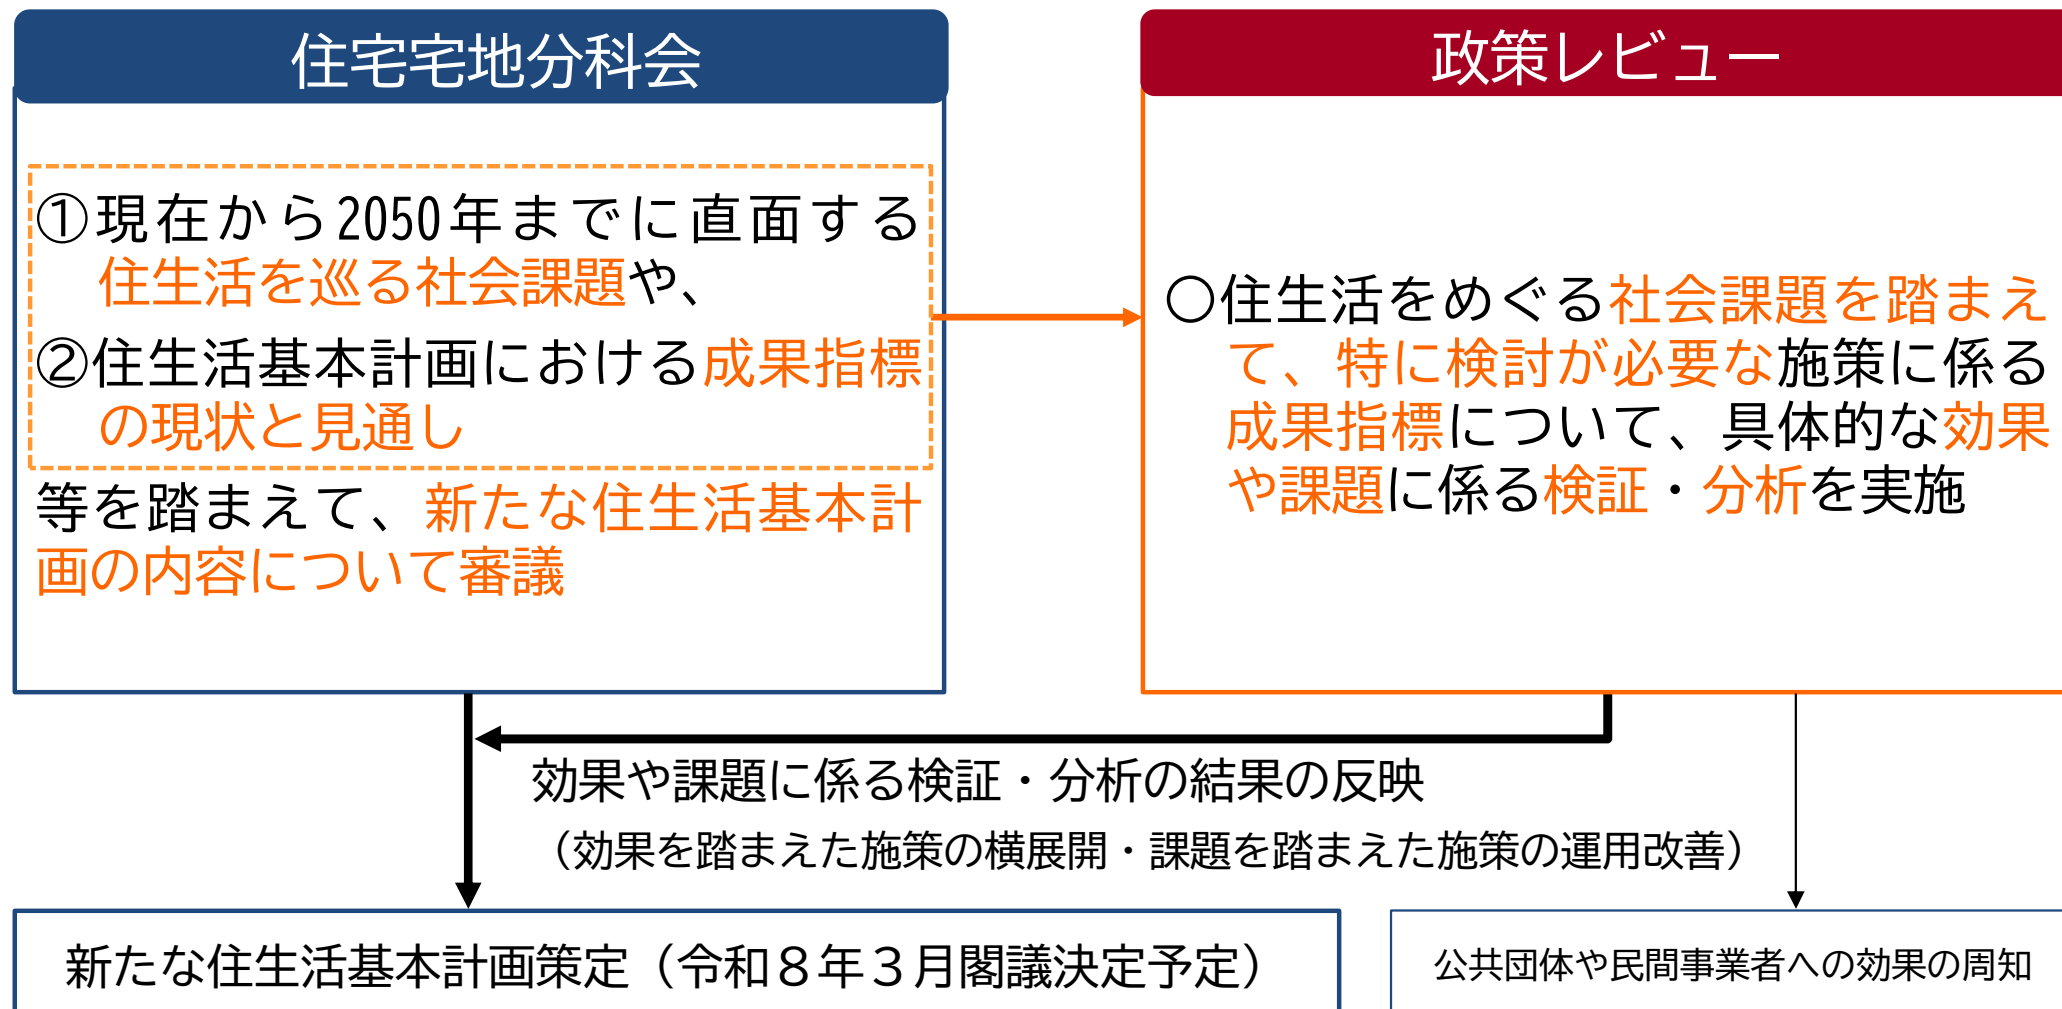 住宅宅地分科会
①現在から2050年までに直面する
住生活を巡る社会課題や、
②住生活基本計画における成果指標
の現状と見通し
等を踏まえて、新たな住生活基本計
画の内容について審議
政策レビュー
○住生活をめぐる社会課題を踏まえ
て、特に検討が必要な施策に係る
成果指標について、具体的な効果
や課題に係る検証・分析を実施
効果や課題に係る検証・分析の結果の反映
（効果を踏まえた施策の横展開・課題を踏まえた施策の運用改善）
新たな住生活基本計画策定（令和８年３月閣議決定予定）
公共団体や民間事業者への効果の周知